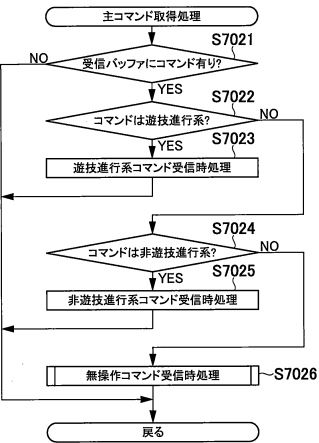 主コマンド取得処理
S7021
NO
受信バッファにコマンド有り?
YES
S7022
コマンドは遊技進行系?
NO
YES
S7023
遊技進行系コマンド受信時処理
S7024
コマンドは非遊技進行系?
NO
YES
S7025
非遊技進行系コマンド受信時処理
無操作コマンド受信時処理
S7026
戻る